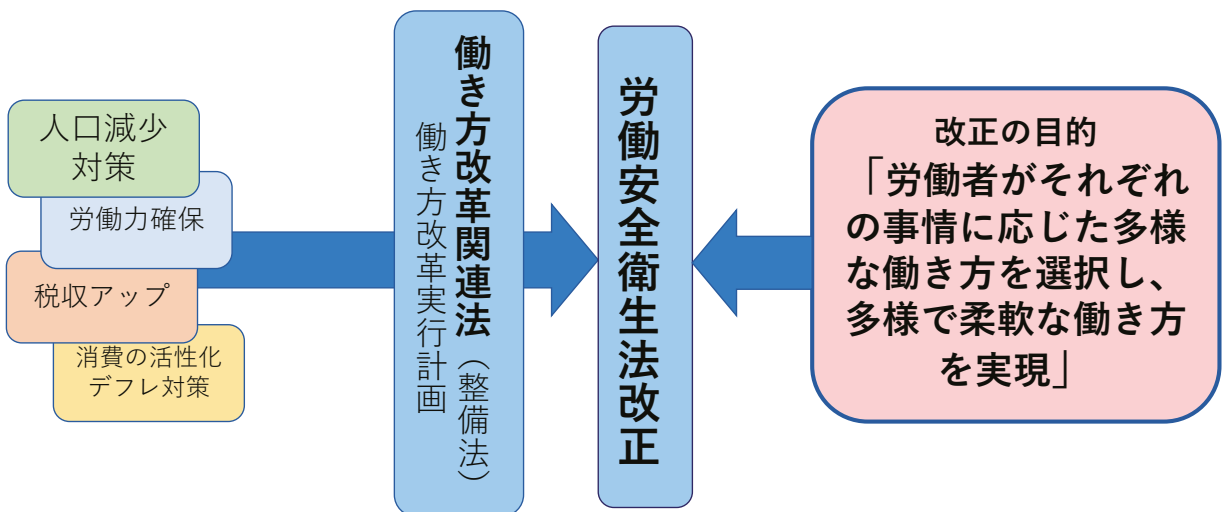 人口減少
対策
労働力確保
税収アップ
消費の活性化
デフレ対策
働き方改革関連法（整備法）
働き方改革実行計画
労働安全衛生法改正
改正の目的
「労働者がそれぞれ
の事情に応じた多様
な働き方を選択し、
多様で柔軟な働き方
を実現」